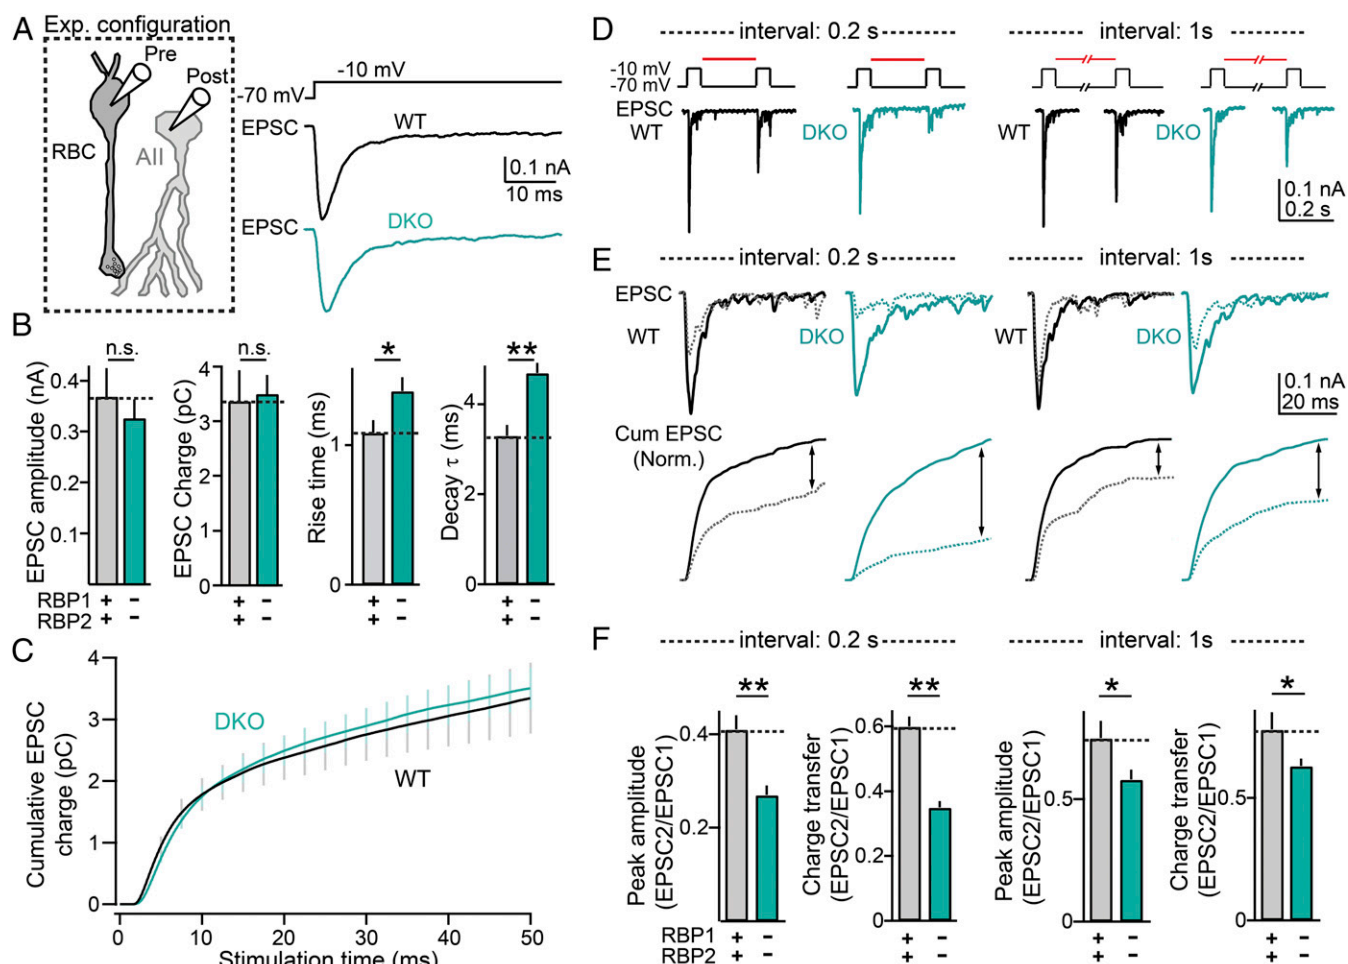 A Exp. configuration
Pre
Post
RBC
AII
-10 mV
-70 mV
EPSC
WT
0.1 nA
10 ms
EPSC
DKO
B
n.s.
EPSC amplitude (nA)
0.4
0.3
0.2
0.1
n.s.
EPSC Charge (pC)
4
3
2
1
0
*
Rise time (ms)
1
0
**
Decay τ (ms)
4
2
0
RBP1 + - + - + - + -
RBP2 + - + - + - + -
C
Cumulative EPSC
charge (pC)
4
3
2
1
0
DKO
WT
0 10 20 30 40 50
Stimulation time (ms)
D
interval: 0.2 s
interval: 1s
-10 mV
-70 mV
EPSC
WT
DKO
WT
DKO
0.1 nA
0.2 s
E
interval: 0.2 s
interval: 1s
EPSC
WT
DKO
WT
DKO
0.1 nA
20 ms
Cum EPSC
(Norm.)
F
interval: 0.2 s
interval: 1s
**
Peak amplitude
(EPSC2/EPSC1)
0.4
0.2
**
Charge transfer
(EPSC2/EPSC1)
0.6
0.4
0.2
0
*
Peak amplitude
(EPSC2/EPSC1)
0.5
0
*
Charge transfer
(EPSC2/EPSC1)
0.5
0
RBP1 + - + - + - + -
RBP2 + - + - + - + -